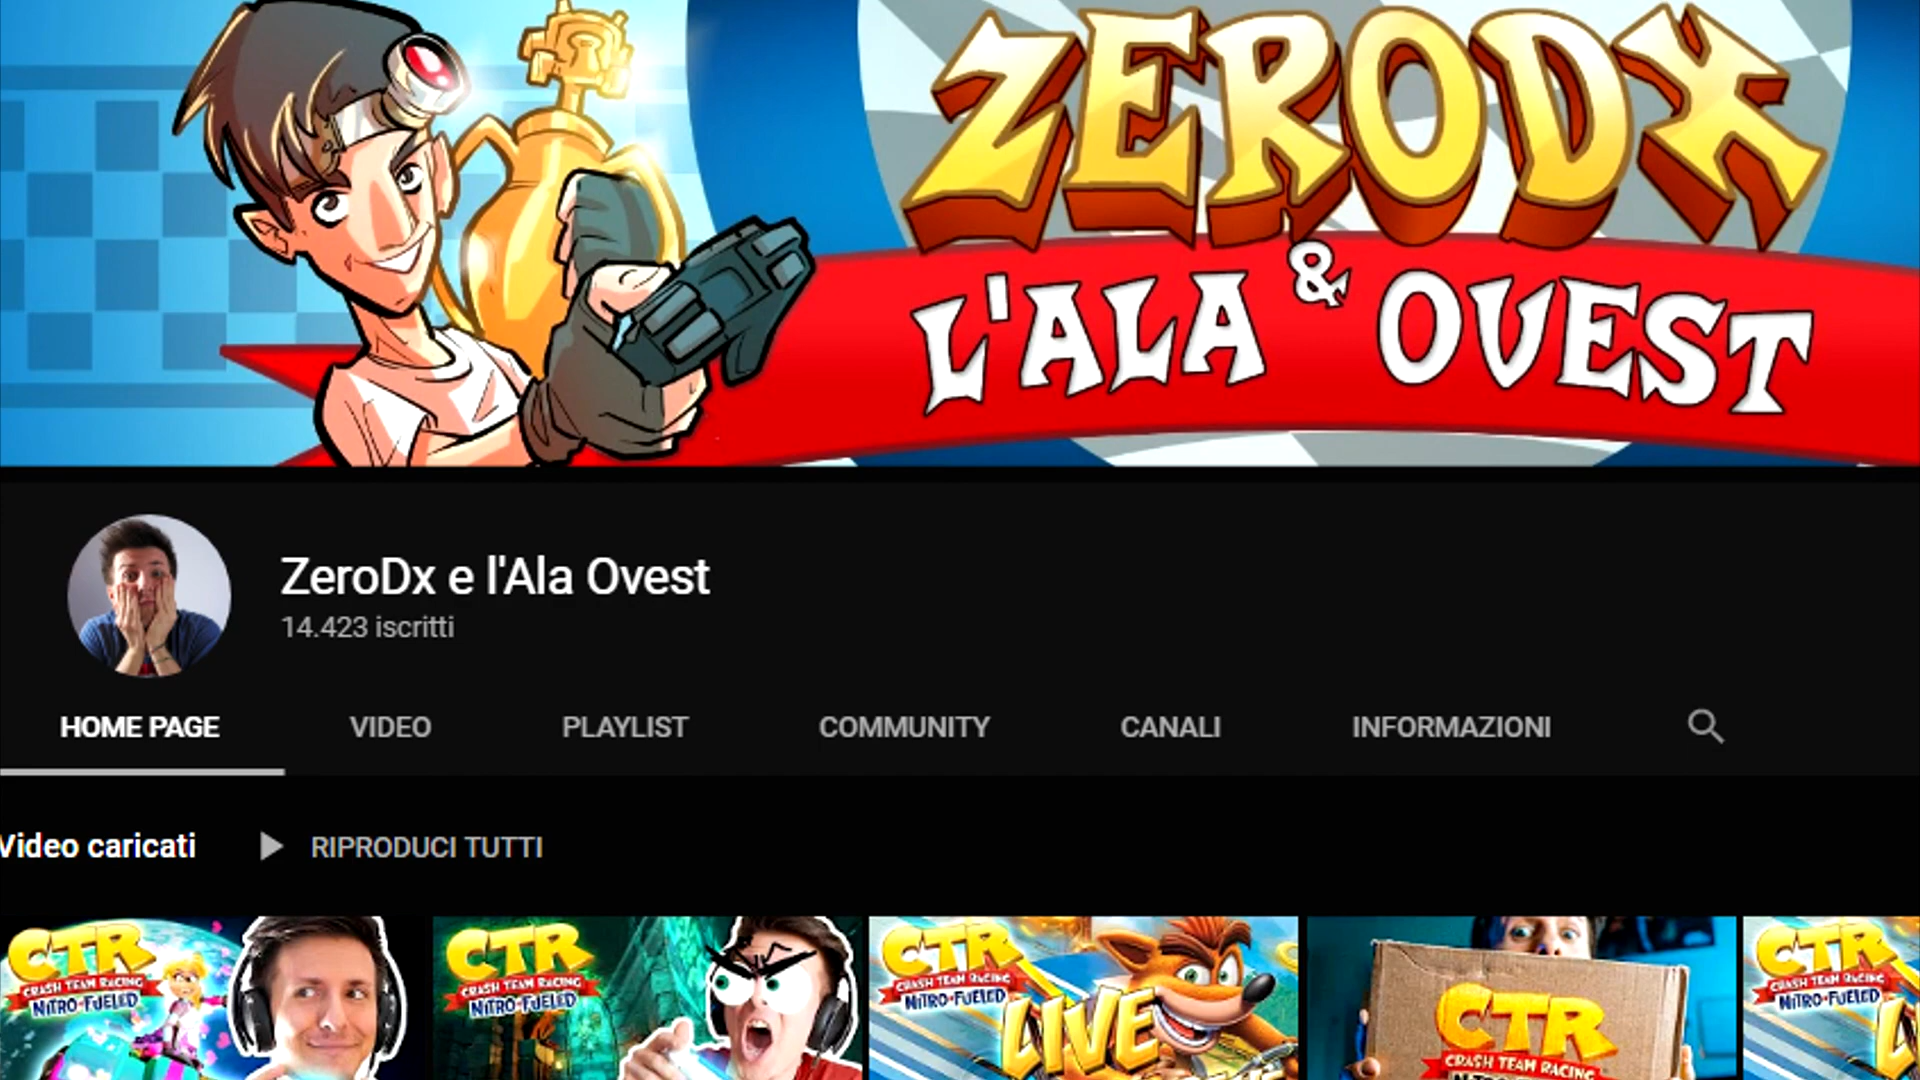 ZERODX
&
L'ALA OVEST
ZeroDx e l'Ala Ovest
14.423 iscritti
HOME PAGE
VIDEO
PLAYLIST
COMMUNITY
CANALI
INFORMAZIONI
Video caricati
RIPRODUCI TUTTI
CTR
CRASH TEAM RACING
NITRO-FUELED
CTR
CRASH TEAM RACING
NITRO-FUELED
CTR
CRASH TEAM RACING
NITRO-FUELED
LIVE
CTR
CRASH TEAM RACING
CTR
CRASH TEAM RACING
NITRO-FUELED